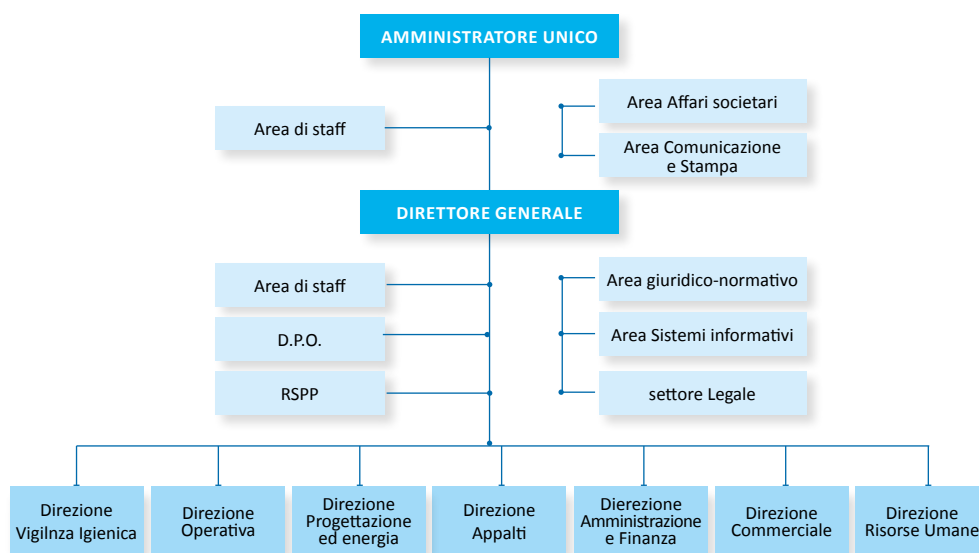 AMMINISTRATORE UNICO
Area di staff
Area Affari societari
Area Comunicazione
e Stampa
DIRETTORE GENERALE
Area di staff
D.P.O.
RSPP
Area giuridico-normativo
Area Sistemi informativi
settore Legale
Direzione
Vigilnza Igienica
Direzione
Operativa
Direzione
Progettazione
ed energia
Direzione
Appalti
Dierezione
Amministrazione
e Finanza
Direzione
Commerciale
Direzione
Risorse Umane